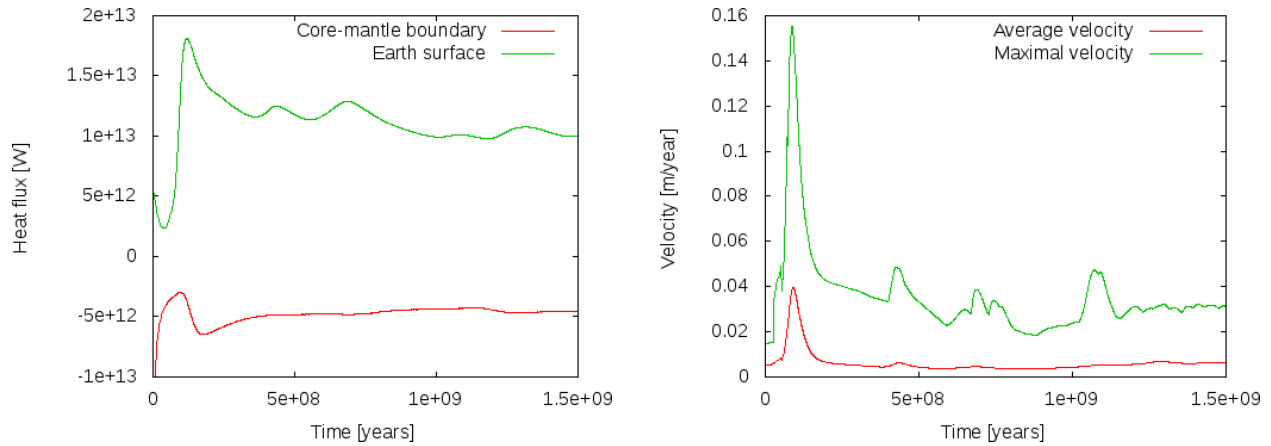 2e+13
1.5e+13
1e+13
5e+12
0
-5e+12
-1e+13
Heat flux [W]
Core-mantle boundary
Earth surface
0
5e+08
1e+09
1.5e+09
Time [years]
0.16
0.14
0.12
0.1
0.08
0.06
0.04
0.02
0
Velocity [m/year]
Average velocity
Maximal velocity
0
5e+08
1e+09
1.5e+09
Time [years]